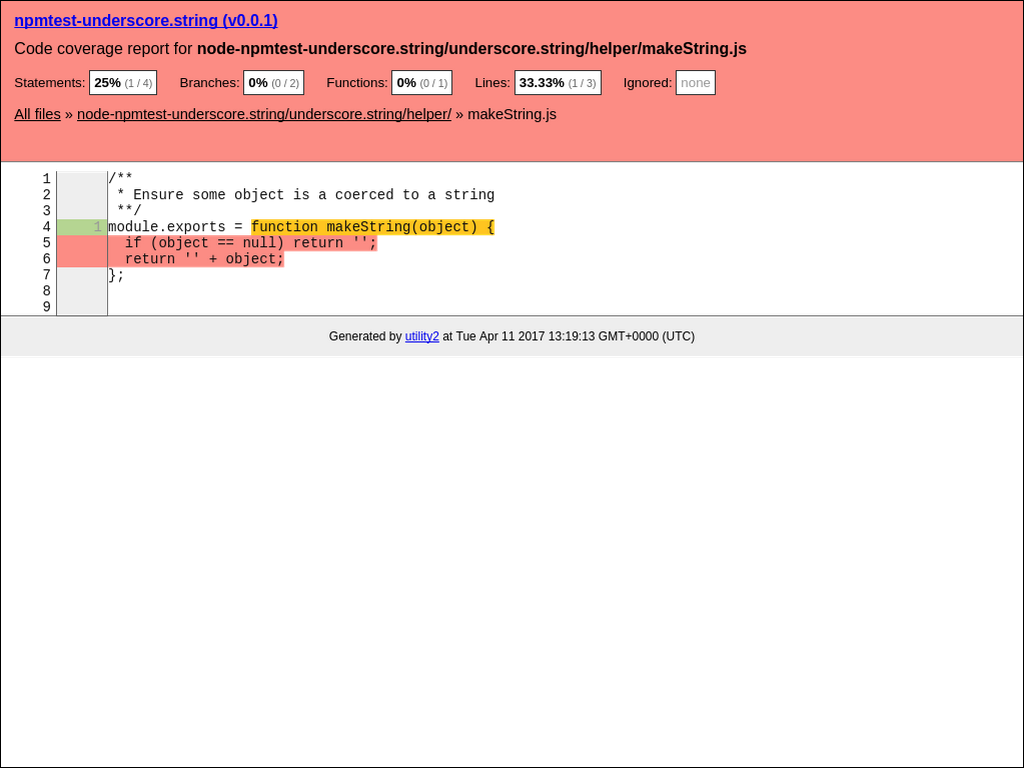 npmtest-underscore.string (v0.0.1)
Code coverage report for node-npmtest-underscore.string/underscore.string/helper/makeString.js
Statements: 25% (1 / 4) Branches: 0% (0 / 2) Functions: 0% (0 / 1) Lines: 33.33% (1 / 3) Ignored: none
All files » node-npmtest-underscore.string/underscore.string/helper/ » makeString.js
1 /**
2  * Ensure some object is a coerced to a string
3  **/
4 1 module.exports = function makeString(object) {
5   if (object == null) return '';
6   return '' + object;
7 };
8
9
Generated by utility2 at Tue Apr 11 2017 13:19:13 GMT+0000 (UTC)